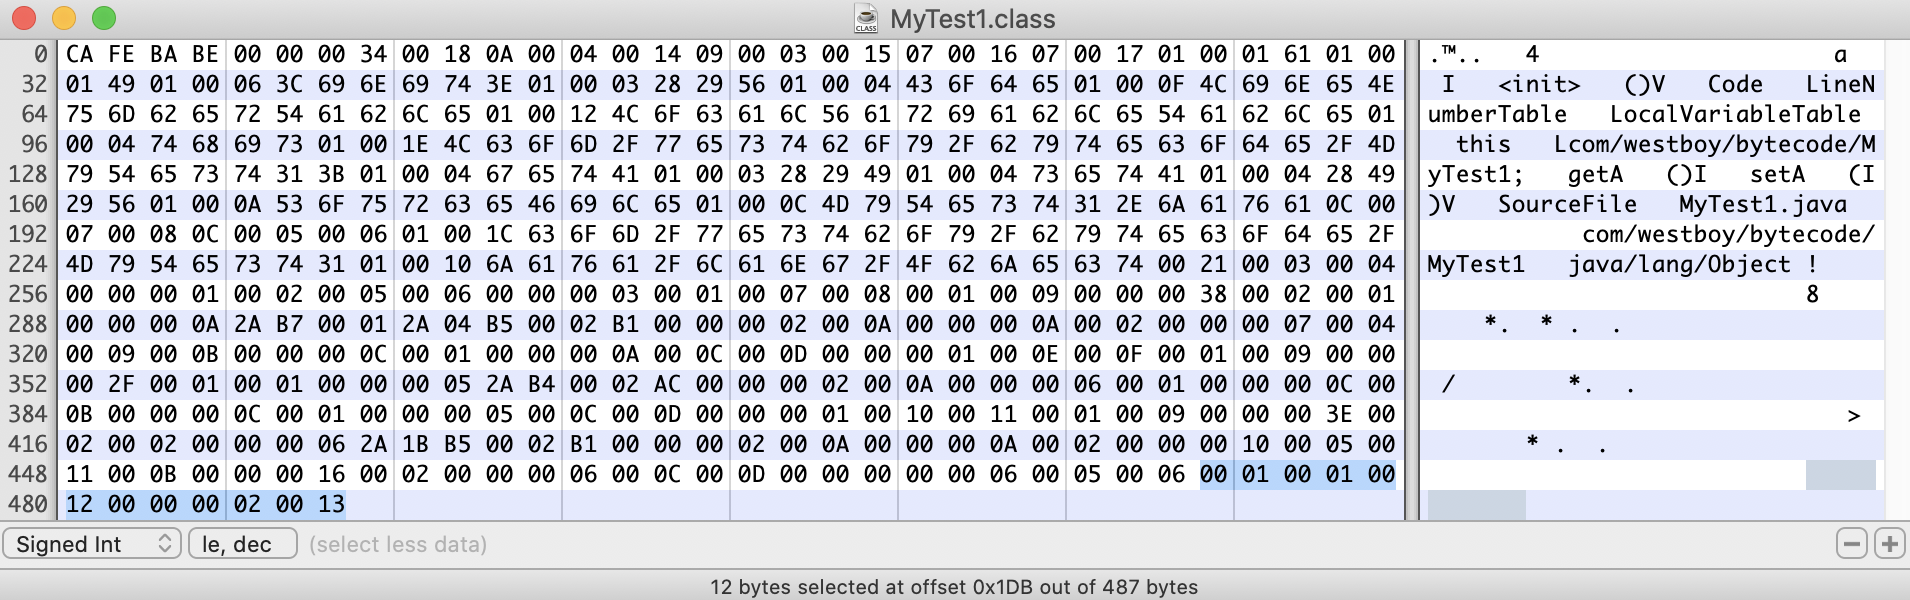 MyTest1.class
0 CA FE BA BE 00 00 00 34 00 18 0A 00 04 00 14 09 00 03 00 15 07 00 16 07 00 17 01 00 01 61 01 00 .™.. 4 a
32 01 49 01 00 06 3C 69 6E 69 74 3E 01 00 03 28 29 56 01 00 04 43 6F 64 65 01 00 0F 4C 69 6E 65 4E I <init> ()V Code LineN
64 75 6D 62 65 72 54 61 62 6C 65 01 00 12 4C 6F 63 61 6C 56 61 72 69 61 62 6C 65 54 61 62 6C 65 01 umberTable LocalVariableTable
96 00 04 74 68 69 73 01 00 1E 4C 63 6F 6D 2F 77 65 73 74 62 6F 79 2F 62 79 74 65 63 6F 64 65 2F 4D this Lcom/westboy/bytecode/M
128 79 54 65 73 74 31 3B 01 00 04 67 65 74 41 01 00 03 28 29 49 01 00 04 73 65 74 41 01 00 04 28 49 yTest1; getA ()I setA (I
160 29 56 01 00 0A 53 6F 75 72 63 65 46 69 6C 65 01 00 0C 4D 79 54 65 73 74 31 2E 6A 61 76 61 0C 00 )V SourceFile MyTest1.java
192 07 00 08 0C 00 05 00 06 01 00 1C 63 6F 6D 2F 77 65 73 74 62 6F 79 2F 62 79 74 65 63 6F 64 65 2F com/westboy/bytecode/
224 4D 79 54 65 73 74 31 01 00 10 6A 61 76 61 2F 6C 61 6E 67 2F 4F 62 6A 65 63 74 00 21 00 03 00 04 MyTest1 java/lang/Object !
256 00 00 00 01 00 02 00 05 00 06 00 00 00 03 00 01 00 07 00 08 00 01 00 09 00 00 00 38 00 02 00 01 8
288 00 00 00 0A 2A B7 00 01 2A 04 B5 00 02 B1 00 00 00 02 00 0A 00 00 00 0A 00 02 00 00 00 07 00 04 *. * . .
320 00 09 00 0B 00 00 00 0C 00 01 00 00 00 0A 00 0C 00 0D 00 00 00 01 00 0E 00 0F 00 01 00 09 00 00
352 00 2F 00 01 00 01 00 00 00 05 2A B4 00 02 AC 00 00 00 02 00 0A 00 00 00 06 00 01 00 00 00 0C 00 / *. .
384 0B 00 00 00 0C 00 01 00 00 00 05 00 0C 00 0D 00 00 00 01 00 10 00 11 00 01 00 09 00 00 00 3E 00 >
416 02 00 02 00 00 00 06 2A 1B B5 00 02 B1 00 00 00 02 00 0A 00 00 00 0A 00 02 00 00 00 10 00 05 00 * . .
448 11 00 0B 00 00 00 16 00 02 00 00 00 06 00 0C 00 0D 00 00 00 00 00 06 00 05 00 06 00 01 00 01 00
480 12 00 00 00 02 00 13
Signed Int le, dec (select less data)
12 bytes selected at offset 0x1DB out of 487 bytes